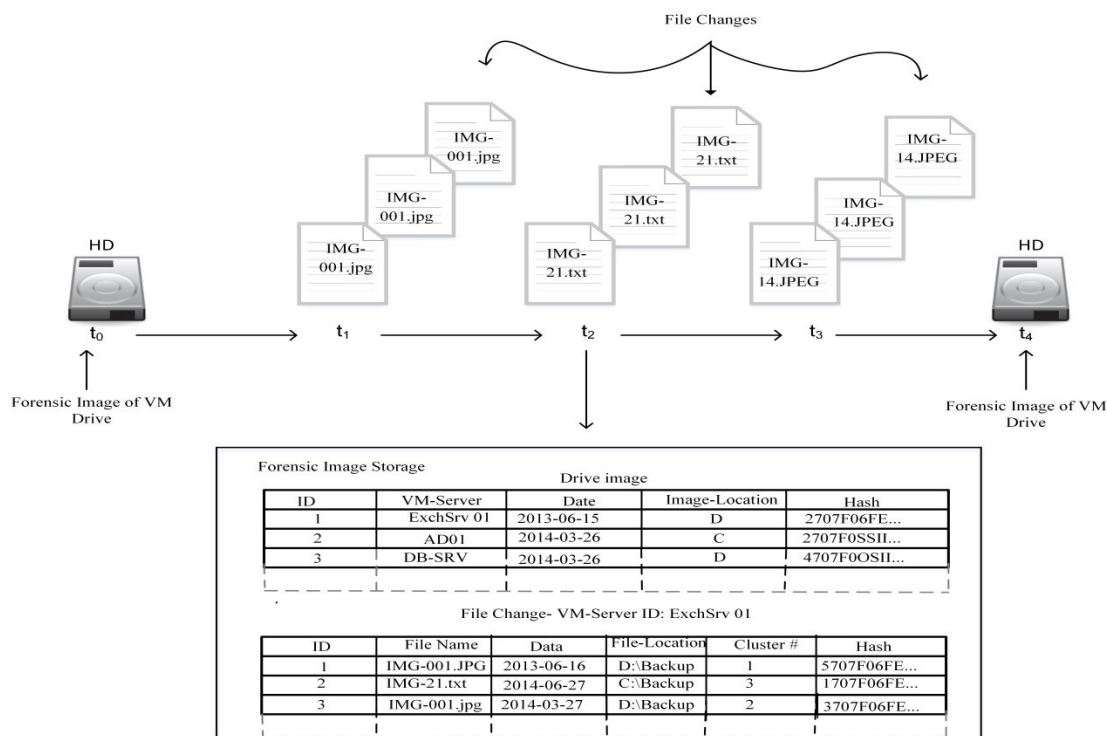 File Changes
IMG-
001.jpg
IMG-
21.txt
IMG-
14.JPEG
IMG-
001.jpg
IMG-
21.txt
IMG-
14.JPEG
IMG-
001.jpg
IMG-
21.txt
IMG-
14.JPEG
HD
HD
t0
t1
t2
t3
t4
Forensic Image of VM
Drive
Forensic Image of VM
Drive
Forensic Image Storage
Drive image
ID VM-Server Date Image-Location Hash
1 ExchSrv 01 2013-06-15 D 2707F06FE...
2 AD01 2014-03-26 C 2707F0SSII...
3 DB-SRV 2014-03-26 D 4707F0OSII...
File Change- VM-Server ID: ExchSrv 01
ID File Name Data File-Location Cluster # Hash
1 IMG-001.JPG 2013-06-16 D:\Backup 1 5707F06FE...
2 IMG-21.txt 2014-06-27 C:\Backup 3 1707F06FE...
3 IMG-001.jpg 2014-03-27 D:\Backup 2 3707F06FE...